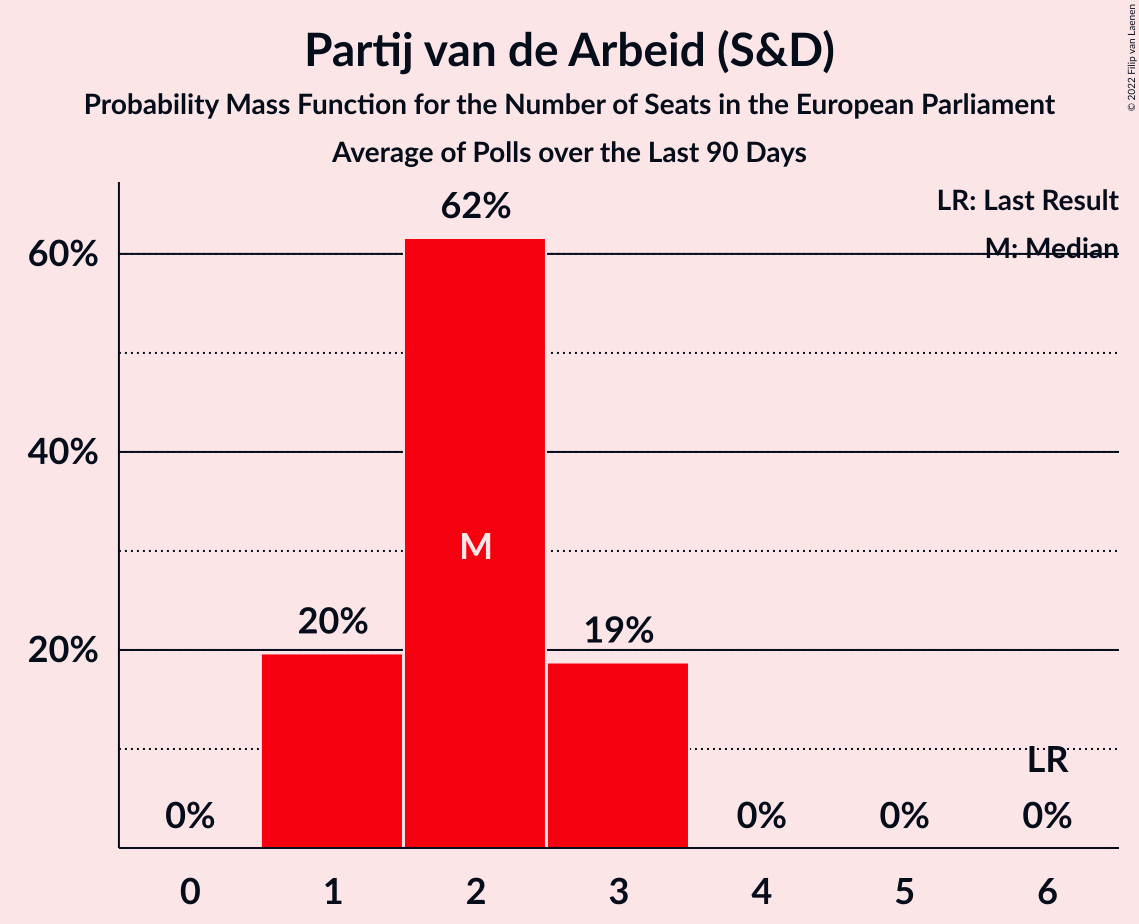 Partij van de Arbeid (S&D)
Probability Mass Function for the Number of Seats in the European Parliament
Average of Polls over the Last 90 Days
© 2022 Filip van Laenen
LR: Last Result
M: Median
62%
60%
40%
M
20%
19%
20%
LR
0%
0%
0%
0%
0 1 2 3 4 5 6